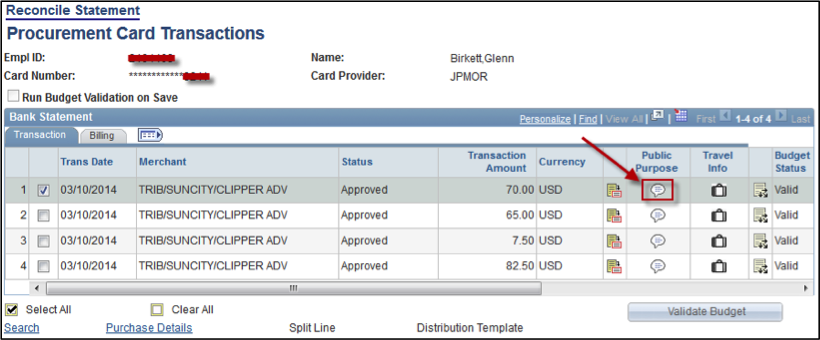 Reconcile Statement
Procurement Card Transactions
Empl ID: Name: Birkett,Glenn
Card Number: ************ Card Provider: JPMOR
Run Budget Validation on Save
Bank Statement Personalize | Find | View All | | First 1-4 of 4 Last
Transaction Billing
Trans Date Merchant Status Transaction Amount Currency Public Purpose Travel Info Budget Status
1 03/10/2014 TRIB/SUNCITY/CLIPPER ADV Approved 70.00 USD Valid
2 03/10/2014 TRIB/SUNCITY/CLIPPER ADV Approved 65.00 USD Valid
3 03/10/2014 TRIB/SUNCITY/CLIPPER ADV Approved 7.50 USD Valid
4 03/10/2014 TRIB/SUNCITY/CLIPPER ADV Approved 82.50 USD Valid
Select All Clear All Validate Budget
Search Purchase Details Split Line Distribution Template